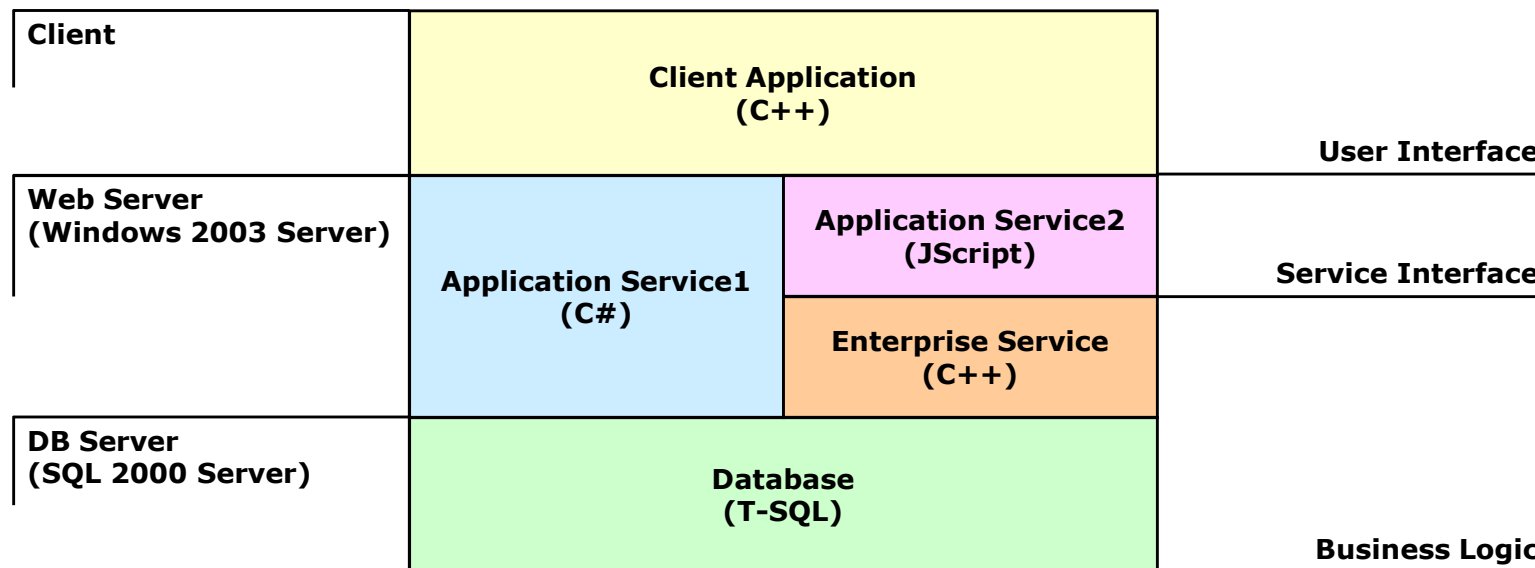 Client
Client Application
(C++)
User Interface
Web Server
(Windows 2003 Server)
Application Service1
(C#)
Application Service2
(JScript)
Service Interface
Enterprise Service
(C++)
DB Server
(SQL 2000 Server)
Database
(T-SQL)
Business Logic